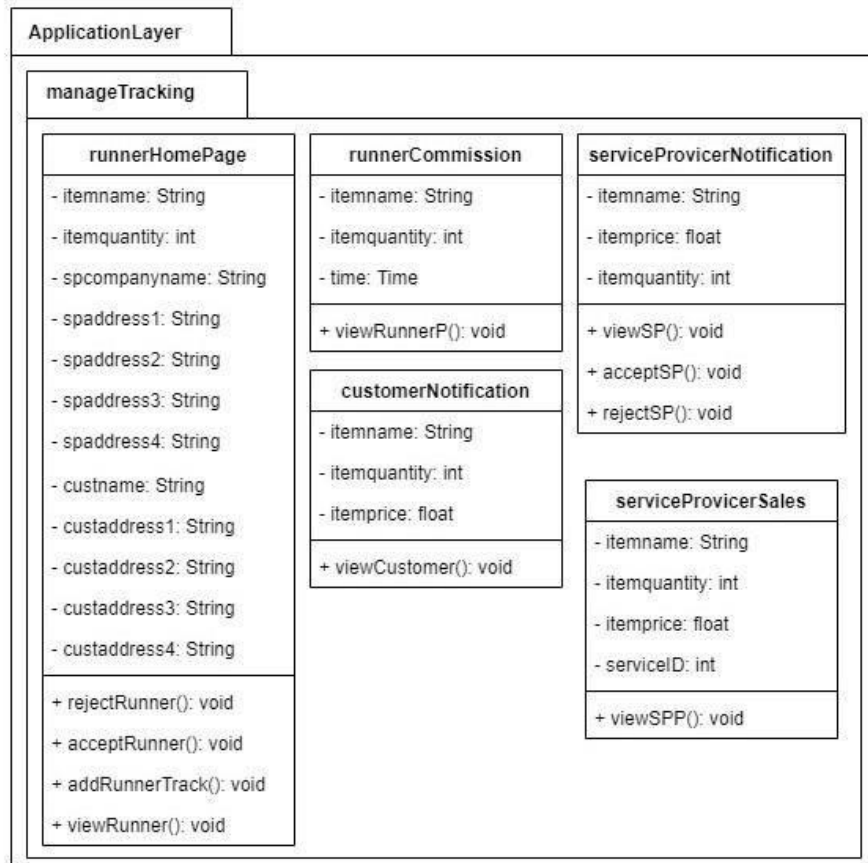 ApplicationLayer
manageTracking
runnerHomePage
- itemname: String
- itemquantity: int
- spcompanyname: String
- spaddress1: String
- spaddress2: String
- spaddress3: String
- spaddress4: String
- custname: String
- custaddress1: String
- custaddress2: String
- custaddress3: String
- custaddress4: String
+ rejectRunner(): void
+ acceptRunner(): void
+ addRunnerTrack(): void
+ viewRunner(): void
runnerCommission
- itemname: String
- itemquantity: int
- time: Time
+ viewRunnerP(): void
customerNotification
- itemname: String
- itemquantity: int
- itemprice: float
+ viewCustomer(): void
serviceProvicerNotification
- itemname: String
- itemprice: float
- itemquantity: int
+ viewSP(): void
+ acceptSP(): void
+ rejectSP(): void
serviceProvicerSales
- itemname: String
- itemquantity: int
- itemprice: float
- serviceID: int
+ viewSPP(): void